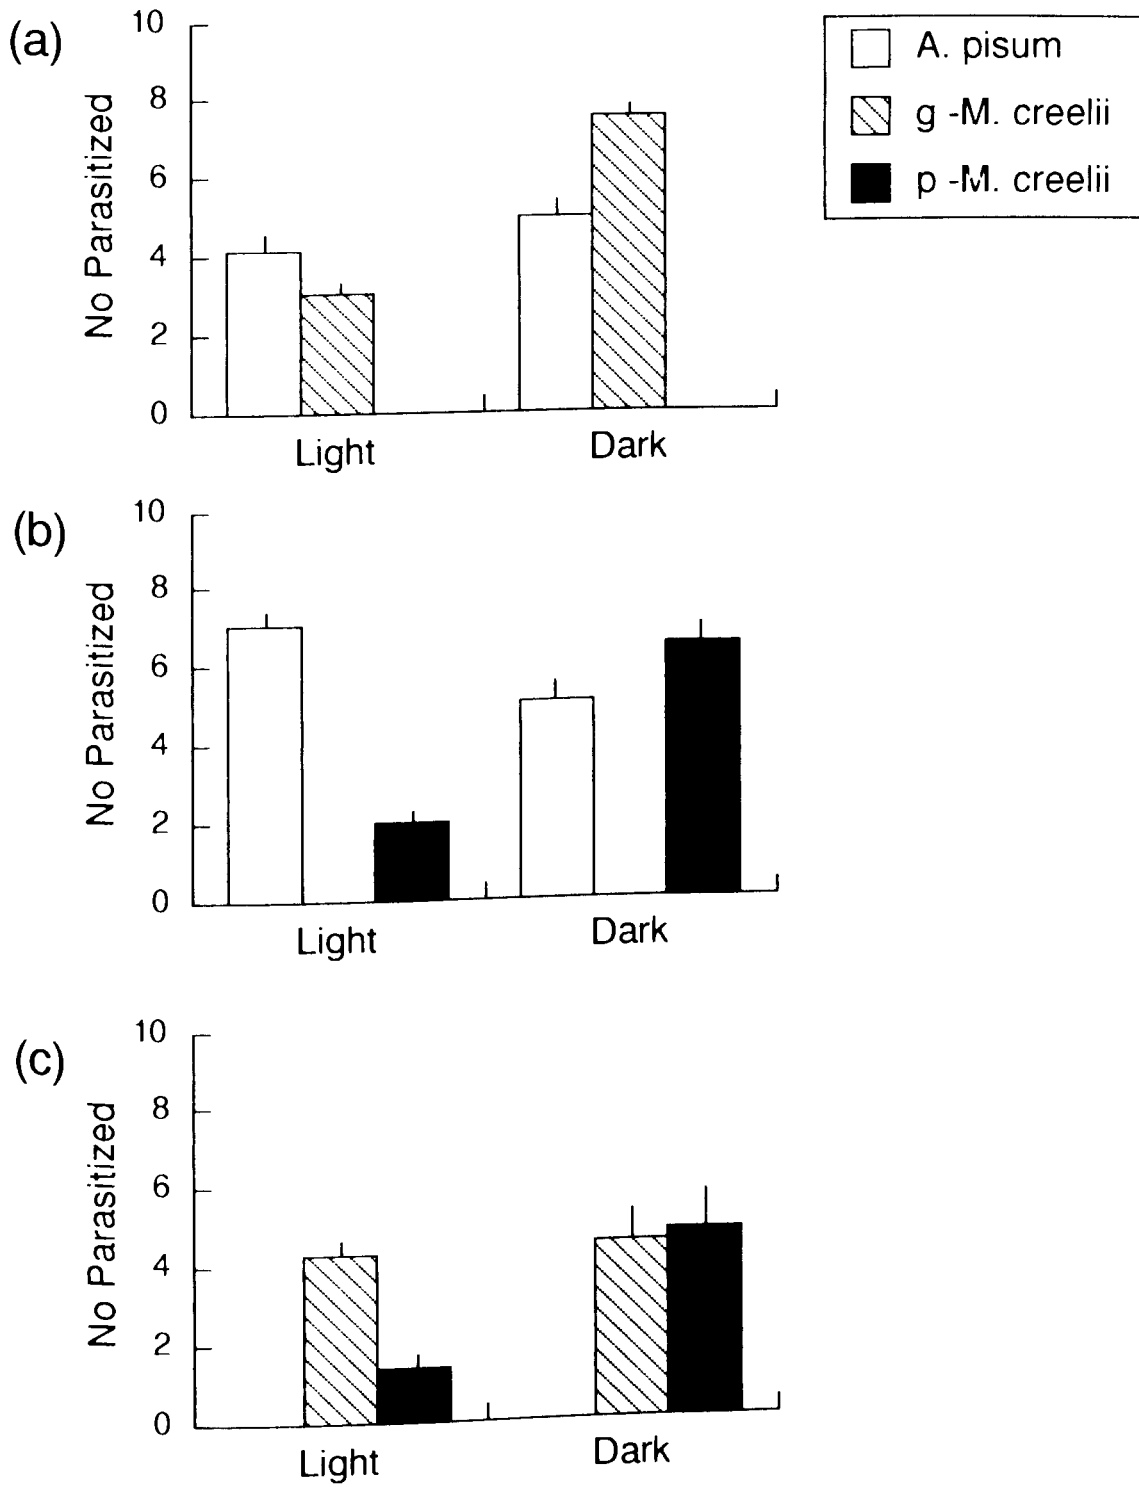 (a)
10
8
6
4
2
0
No Parasitized
Light
Dark
A. pisum
g -M. creelii
p -M. creelii
(b)
10
8
6
4
2
0
No Parasitized
Light
Dark
(c)
10
8
6
4
2
0
No Parasitized
Light
Dark